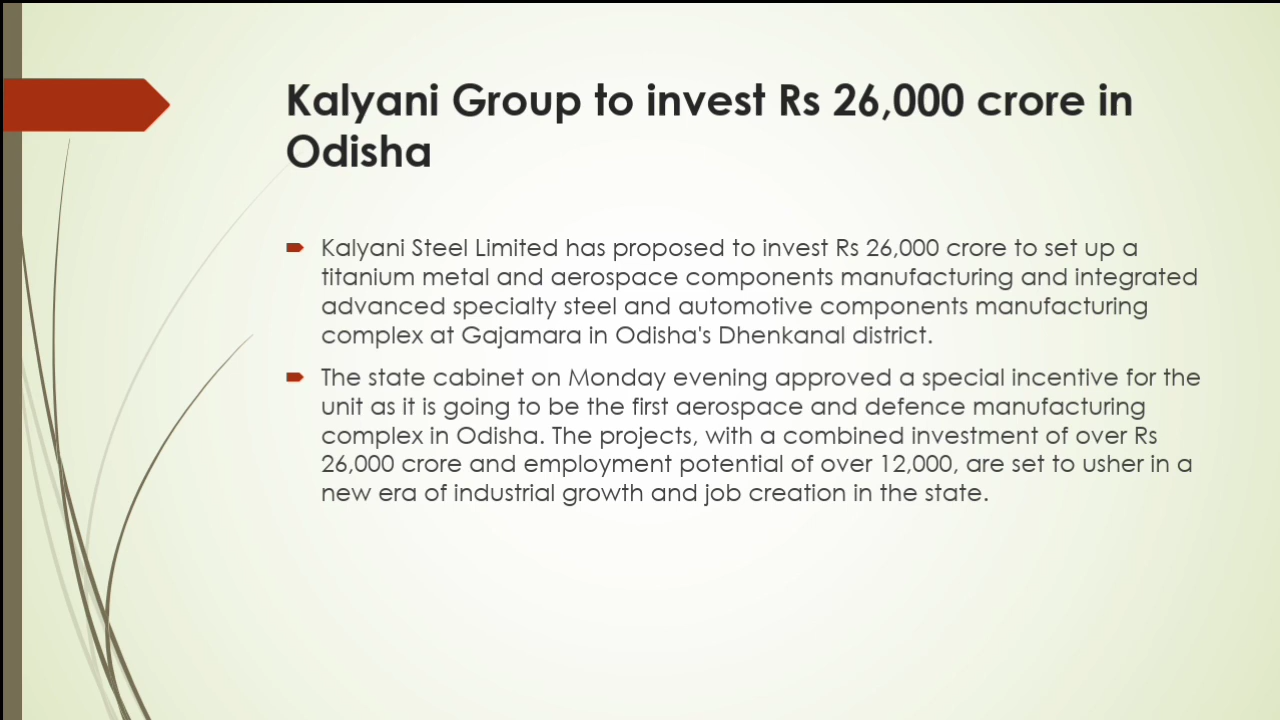 Kalyani Group to invest Rs 26,000 crore in
Odisha
Kalyani Steel Limited has proposed to invest Rs 26,000 crore to set up a
titanium metal and aerospace components manufacturing and integrated
advanced specialty steel and automotive components manufacturing
complex at Gajamara in Odisha's Dhenkanal district.
The state cabinet on Monday evening approved a special incentive for the
unit as it is going to be the first aerospace and defence manufacturing
complex in Odisha. The projects, with a combined investment of over Rs
26,000 crore and employment potential of over 12,000, are set to usher in a
new era of industrial growth and job creation in the state.